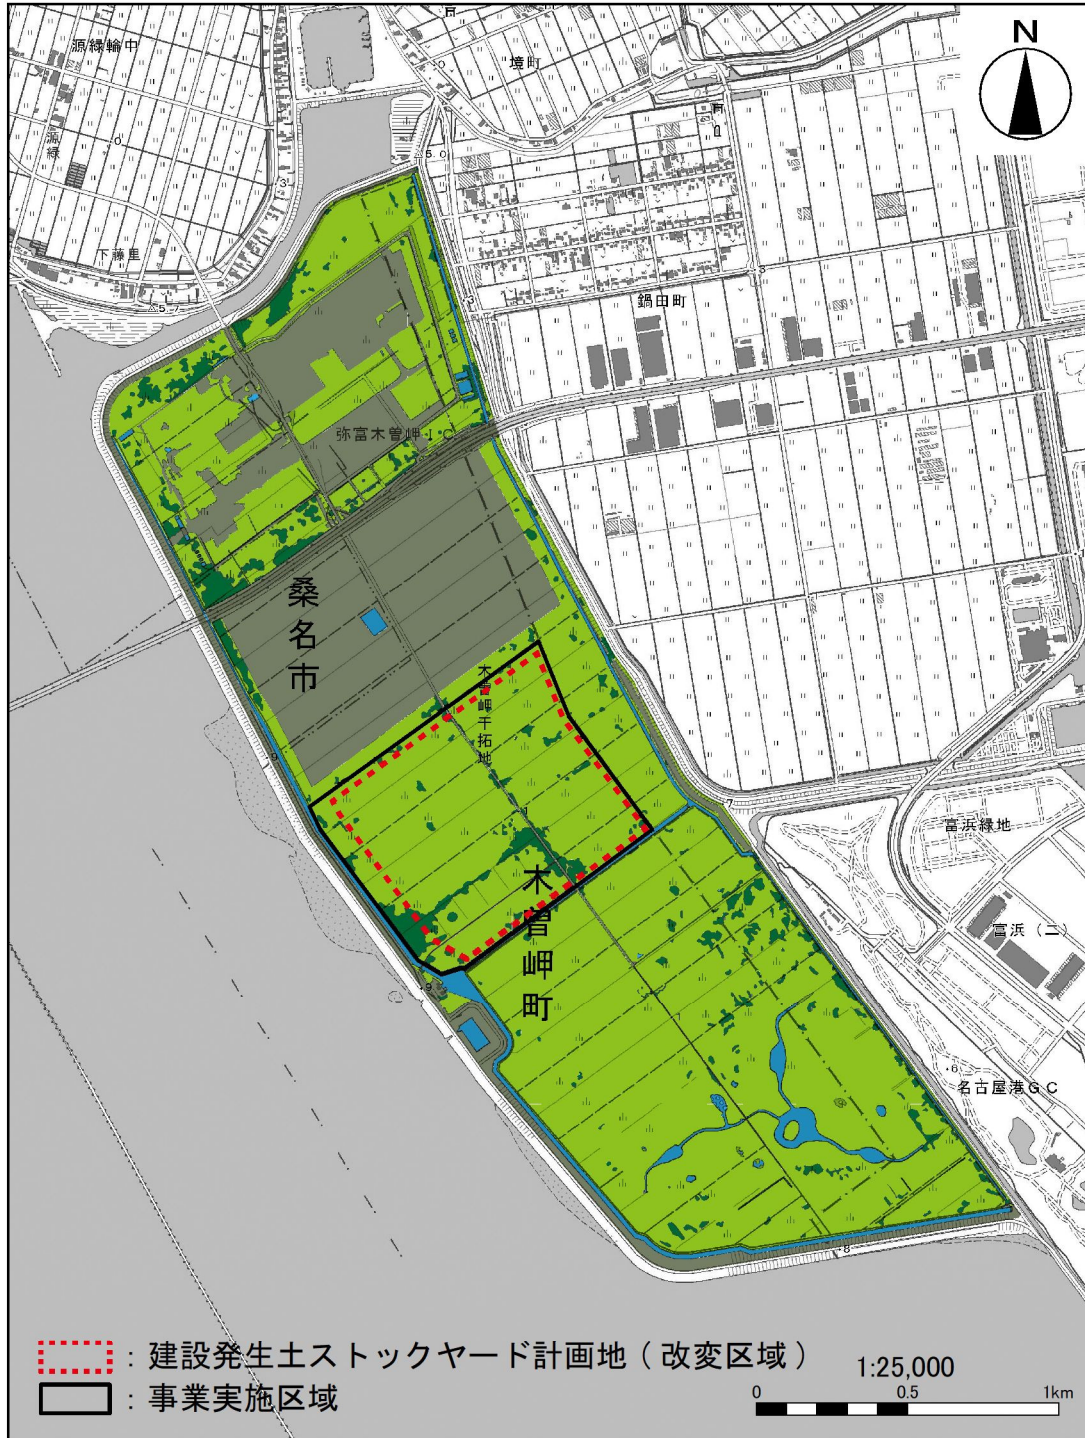 N
源緑輪中
境町
源緑
下藤里
鍋田町
弥富木曽岬IC
桑名市
木曽岬干拓地
木曽岬町
富浜緑地
富浜(二)
名古屋港GC
:建設発生土ストックヤード計画地(改変区域)
:事業実施区域
1:25,000
0 0.5 1km